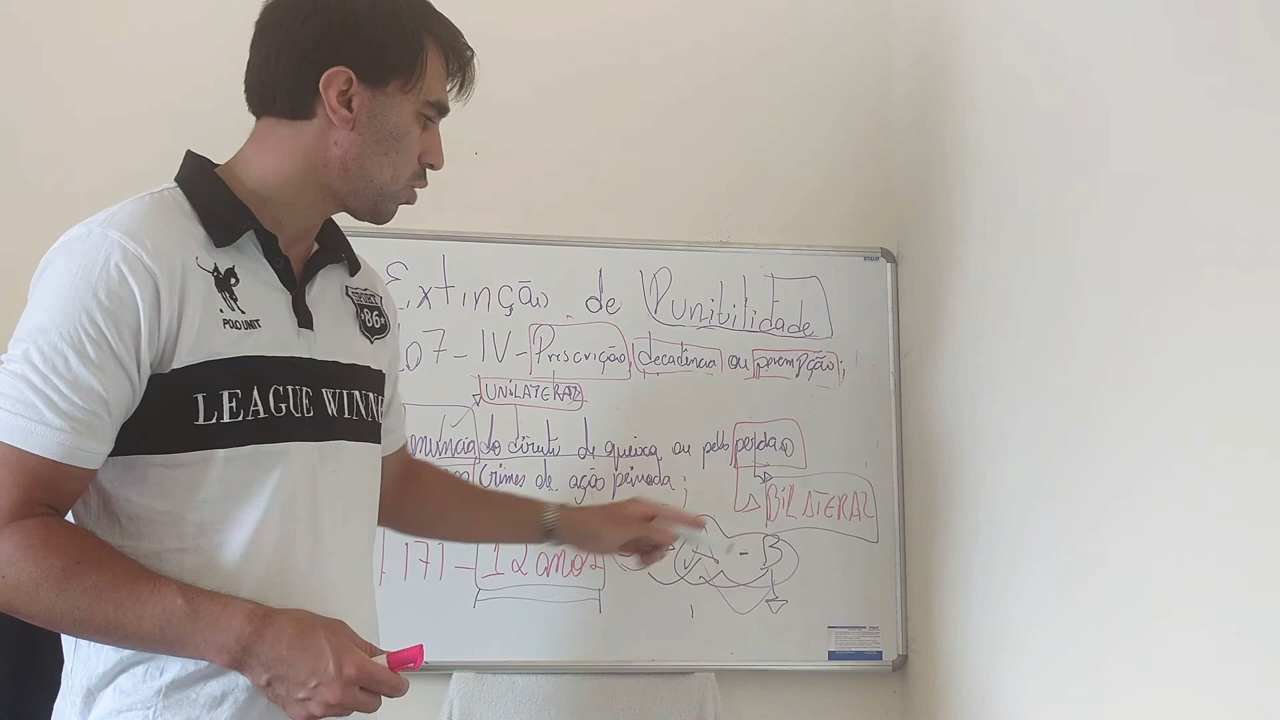 Extinção de Punibilidade
107 - IV - Prescrição, decadência ou perempção;
UNILATERAL
do direito de queixa ou pelo perdão
crimes de ação privada;
BILATERAL
171 - 12 anos
A - B
POLO UNIT
SPORT
86
LEAGUE WINNE